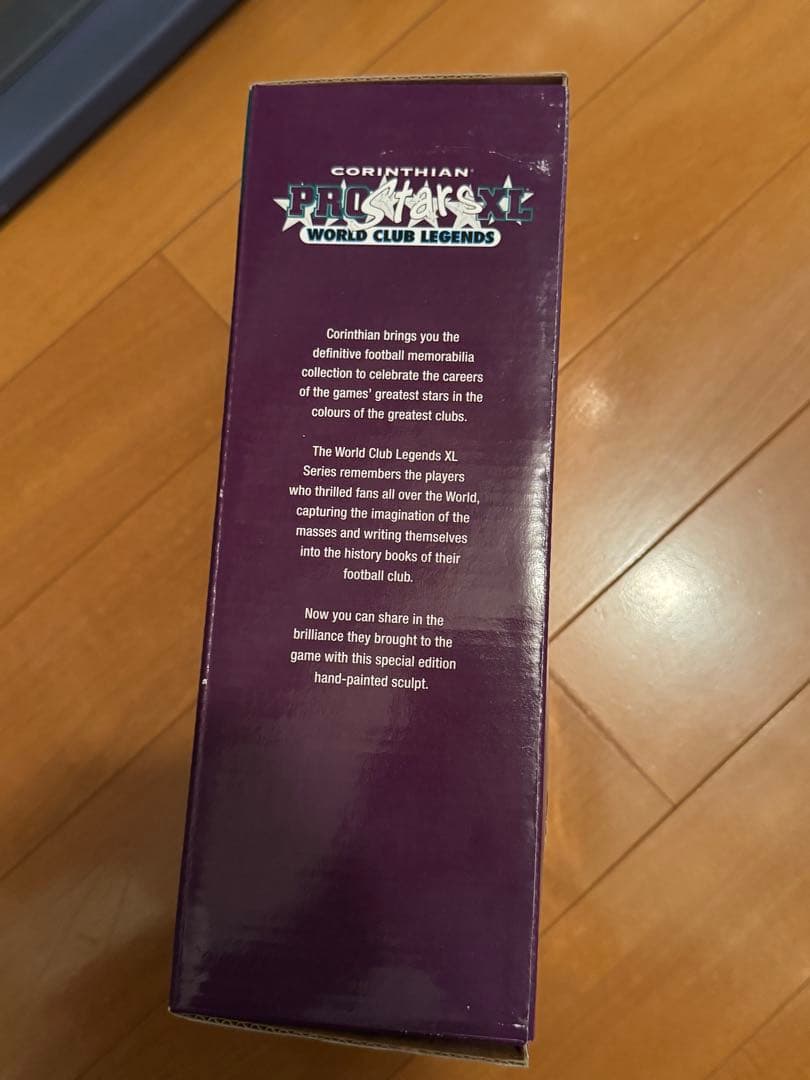 CORINTHIAN
PRO Stars XL
WORLD CLUB LEGENDS
Corinthian brings you the
definitive football memorabilia
collection to celebrate the careers
of the games' greatest stars in the
colours of the greatest clubs.
The World Club Legends XL
Series remembers the players
who thrilled fans all over the World,
capturing the imagination of the
masses and writing themselves
into the history books of their
football club.
Now you can share in the
brilliance they brought to the
game with this special edition
hand-painted sculpt.